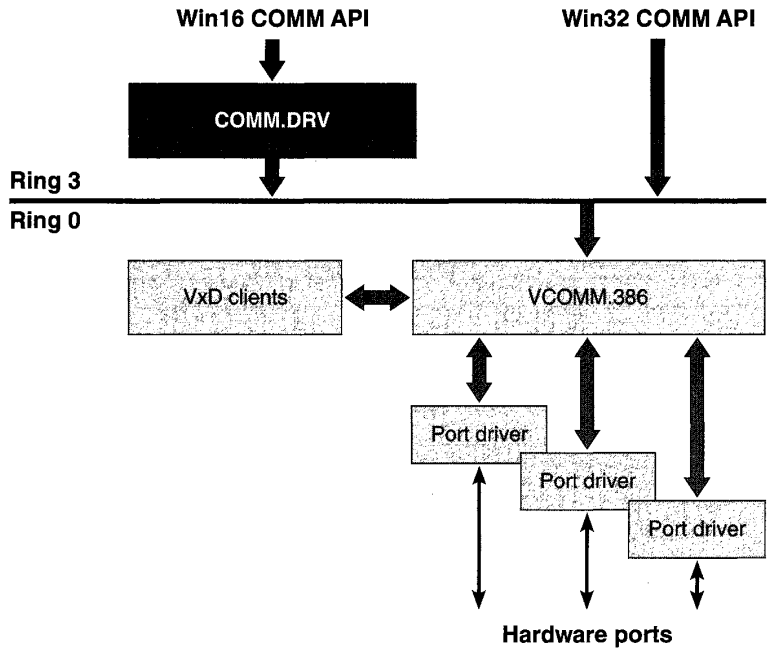 Win16 COMM API
Win32 COMM API
COMM.DRV
Ring 3
Ring 0
VxD clients
VCOMM.386
Port driver
Port driver
Port driver
Hardware ports